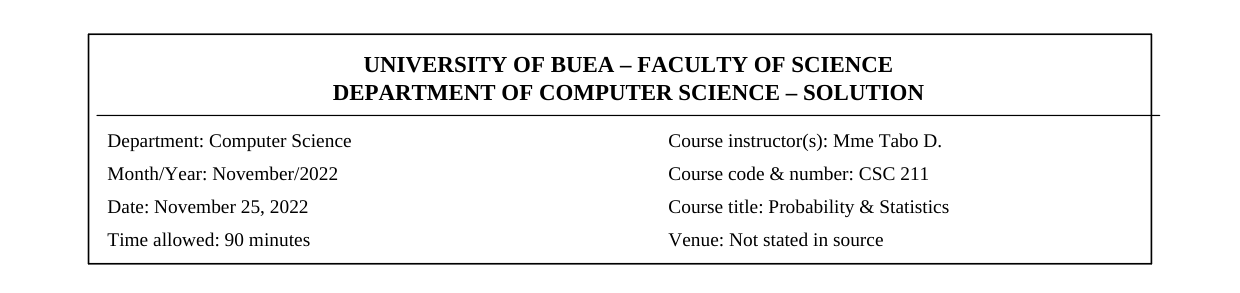 UNIVERSITY OF BUEA – FACULTY OF SCIENCE
DEPARTMENT OF COMPUTER SCIENCE – SOLUTION
Department: Computer Science
Course instructor(s): Mme Tabo D.
Month/Year: November/2022
Course code & number: CSC 211
Date: November 25, 2022
Course title: Probability & Statistics
Time allowed: 90 minutes
Venue: Not stated in source